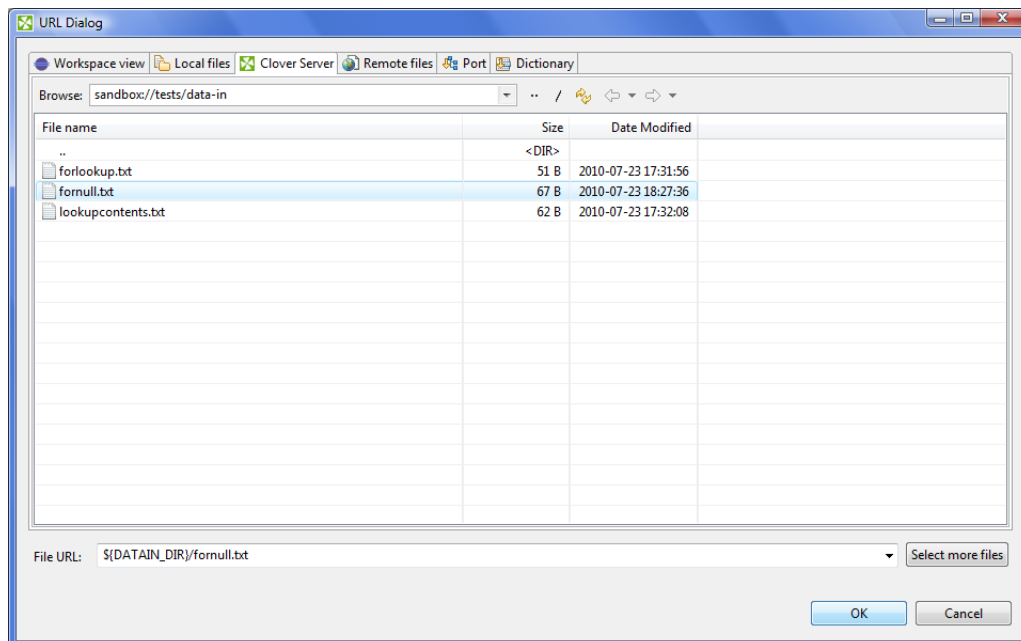 URL Dialog
Workspace view Local files Clover Server Remote files Port Dictionary
Browse: sandbox://tests/data-in .. /
File name Size Date Modified
.. <DIR>
forlookup.txt 51 B 2010-07-23 17:31:56
fornull.txt 67 B 2010-07-23 18:27:36
lookupcontents.txt 62 B 2010-07-23 17:32:08
File URL: ${DATAIN_DIR}/fornull.txt Select more files
OK Cancel